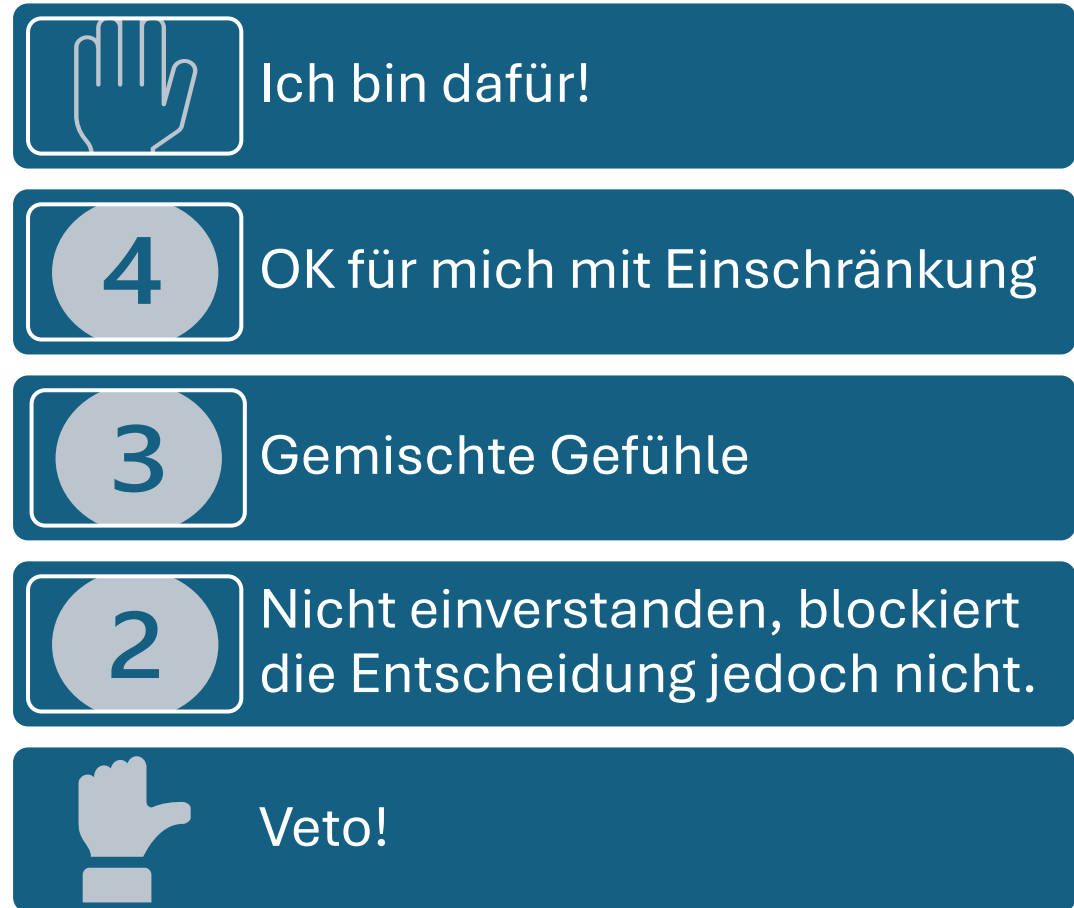 Ich bin dafür!
4
OK für mich mit Einschränkung
3
Gemischte Gefühle
2
Nicht einverstanden, blockiert
die Entscheidung jedoch nicht.
Veto!